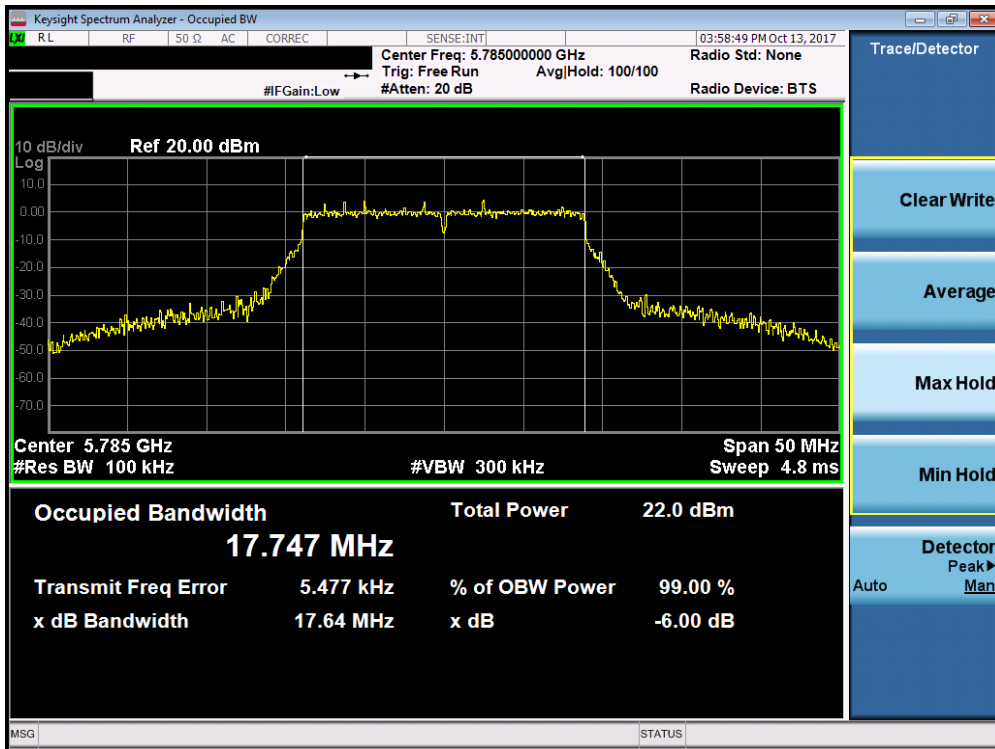 Keysight Spectrum Analyzer - Occupied BW
LXI RL RF 50 Ω AC CORREC SENSE:INT 03:58:49 PM Oct 13, 2017
Center Freq: 5.785000000 GHz Radio Std: None
Trig: Free Run Avg|Hold: 100/100
#IFGain:Low #Atten: 20 dB Radio Device: BTS
10 dB/div Ref 20.00 dBm
Log
10.0
0.00
-10.0
-20.0
-30.0
-40.0
-50.0
-60.0
-70.0
Center 5.785 GHz Span 50 MHz
#Res BW 100 kHz #VBW 300 kHz Sweep 4.8 ms
Occupied Bandwidth Total Power 22.0 dBm
17.747 MHz
Transmit Freq Error 5.477 kHz % of OBW Power 99.00 %
x dB Bandwidth 17.64 MHz x dB -6.00 dB
MSG STATUS
Trace/Detector
Clear Write
Average
Max Hold
Min Hold
Detector
Peak▶
Auto Man